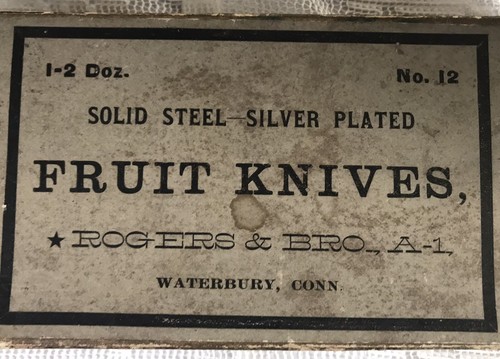 1-2 Doz. No. 12
SOLID STEEL—SILVER PLATED
FRUIT KNIVES,
★ ROGERS & BRO., A-1,
WATERBURY, CONN.